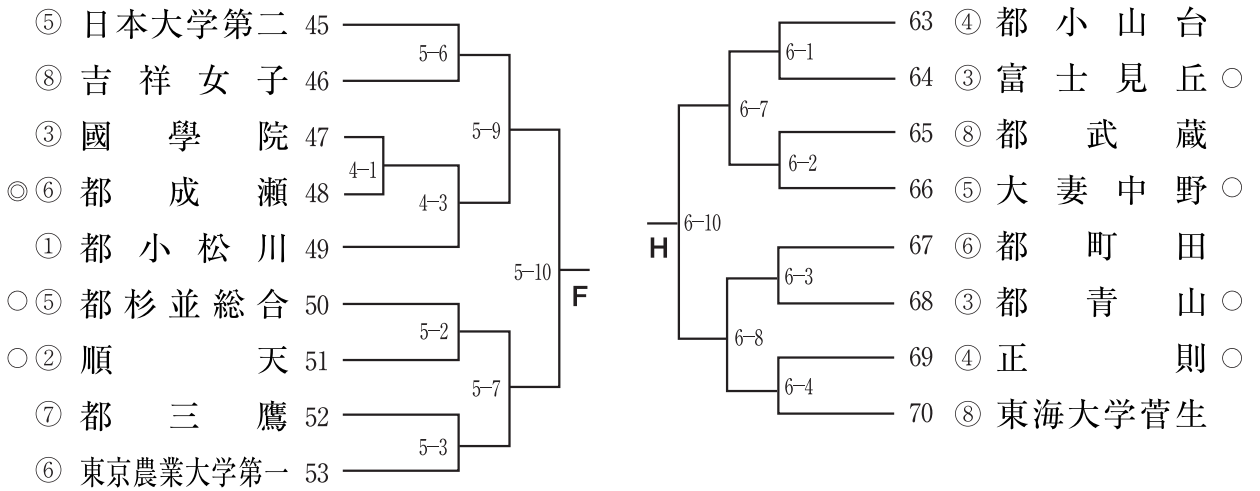 ⑤ 日本大学第二 45
5-6
⑧ 吉祥女子 46
5-9
③ 國學院 47
4-1
◎ ⑥ 都成瀬 48
4-3
① 都小松川 49
5-10
F
○ ⑤ 都杉並総合 50
5-2
○ ② 順天 51
5-7
⑦ 都三鷹 52
5-3
⑥ 東京農業大学第一 53
63 ④ 都小山台
6-1
64 ③ 富士見丘 ○
6-7
65 ⑧ 都武蔵
6-2
66 ⑤ 大妻中野 ○
6-10
H
67 ⑥ 都町田
6-3
68 ③ 都青山 ○
6-8
69 ④ 正則 ○
6-4
70 ⑧ 東海大学菅生